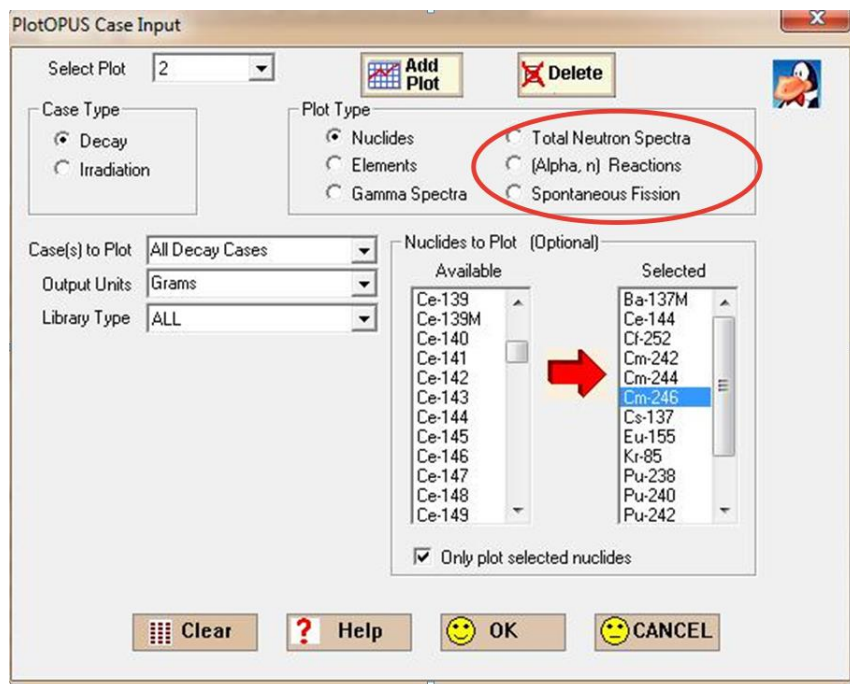 PlotOPUS Case Input
X
Select Plot 2
Add
Plot
Delete
Case Type
Decay
Irradiation
Plot Type
Nuclides
Elements
Gamma Spectra
Total Neutron Spectra
(Alpha, n) Reactions
Spontaneous Fission
Case(s) to Plot All Decay Cases
Output Units Grams
Library Type ALL
Nuclides to Plot (Optional)
Available
Ce-139
Ce-139M
Ce-140
Ce-141
Ce-142
Ce-143
Ce-144
Ce-145
Ce-146
Ce-147
Ce-148
Ce-149
Selected
Ba-137M
Ce-144
Cf-252
Cm-242
Cm-244
Cm-246
Cs-137
Eu-155
Kr-85
Pu-238
Pu-240
Pu-242
Only plot selected nuclides
Clear
? Help
OK
CANCEL